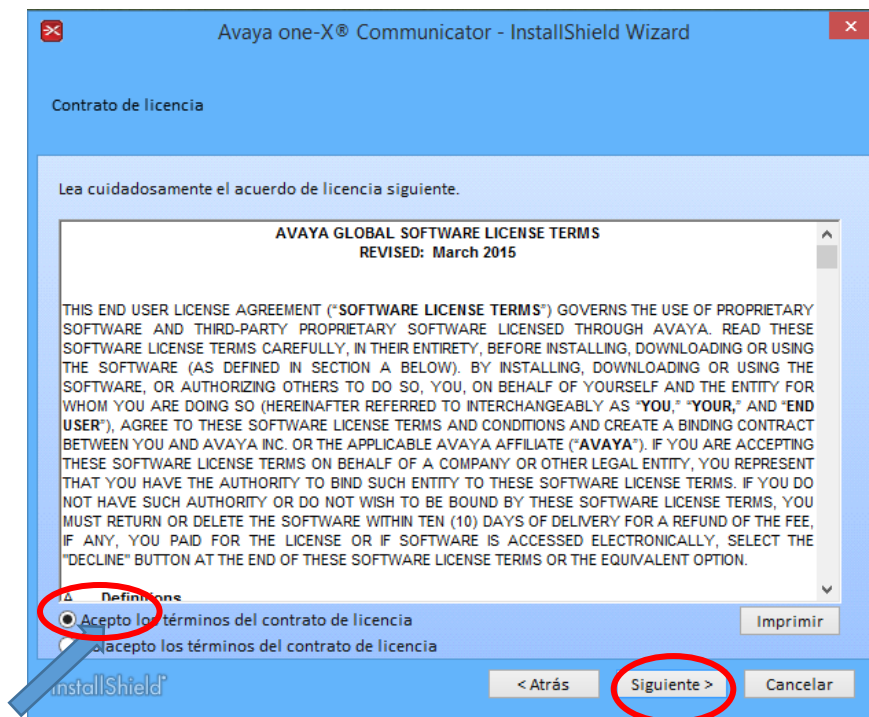 Avaya one-X® Communicator - InstallShield Wizard
Contrato de licencia
Lea cuidadosamente el acuerdo de licencia siguiente.
AVAYA GLOBAL SOFTWARE LICENSE TERMS
REVISED: March 2015
THIS END USER LICENSE AGREEMENT (“SOFTWARE LICENSE TERMS”) GOVERNS THE USE OF PROPRIETARY
SOFTWARE AND THIRD-PARTY PROPRIETARY SOFTWARE LICENSED THROUGH AVAYA. READ THESE
SOFTWARE LICENSE TERMS CAREFULLY, IN THEIR ENTIRETY, BEFORE INSTALLING, DOWNLOADING OR USING
THE SOFTWARE (AS DEFINED IN SECTION A BELOW). BY INSTALLING, DOWNLOADING OR USING THE
SOFTWARE, OR AUTHORIZING OTHERS TO DO SO, YOU, ON BEHALF OF YOURSELF AND THE ENTITY FOR
WHOM YOU ARE DOING SO (HEREINAFTER REFERRED TO INTERCHANGEABLY AS “YOU,” “YOUR,” AND “END
USER”), AGREE TO THESE SOFTWARE LICENSE TERMS AND CONDITIONS AND CREATE A BINDING CONTRACT
BETWEEN YOU AND AVAYA INC. OR THE APPLICABLE AVAYA AFFILIATE (“AVAYA”). IF YOU ARE ACCEPTING
THESE SOFTWARE LICENSE TERMS ON BEHALF OF A COMPANY OR OTHER LEGAL ENTITY, YOU REPRESENT
THAT YOU HAVE THE AUTHORITY TO BIND SUCH ENTITY TO THESE SOFTWARE LICENSE TERMS. IF YOU DO
NOT HAVE SUCH AUTHORITY OR DO NOT WISH TO BE BOUND BY THESE SOFTWARE LICENSE TERMS, YOU
MUST RETURN OR DELETE THE SOFTWARE WITHIN TEN (10) DAYS OF DELIVERY FOR A REFUND OF THE FEE,
IF ANY, YOU PAID FOR THE LICENSE OR IF SOFTWARE IS ACCESSED ELECTRONICALLY, SELECT THE
"DECLINE" BUTTON AT THE END OF THESE SOFTWARE LICENSE TERMS OR THE EQUIVALENT OPTION.
A. Definitions
Acepto los términos del contrato de licencia
Imprimir
acepto los términos del contrato de licencia
InstallShield
< Atrás
Siguiente >
Cancelar